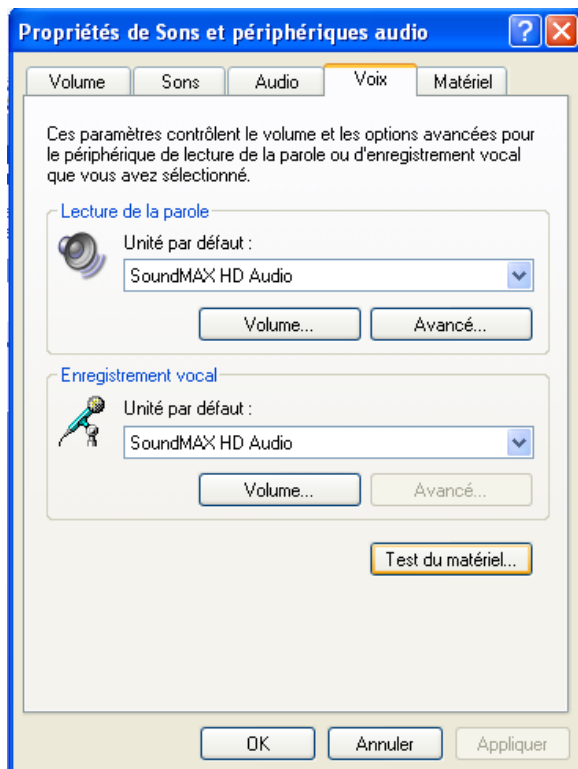 Propriétés de Sons et périphériques audio
Volume Sons Audio Voix Matériel
Ces paramètres contrôlent le volume et les options avancées pour
le périphérique de lecture de la parole ou d'enregistrement vocal
que vous avez sélectionné.
Lecture de la parole
Unité par défaut :
SoundMAX HD Audio
Volume... Avancé...
Enregistrement vocal
Unité par défaut :
SoundMAX HD Audio
Volume... Avancé...
Test du matériel...
OK Annuler Appliquer